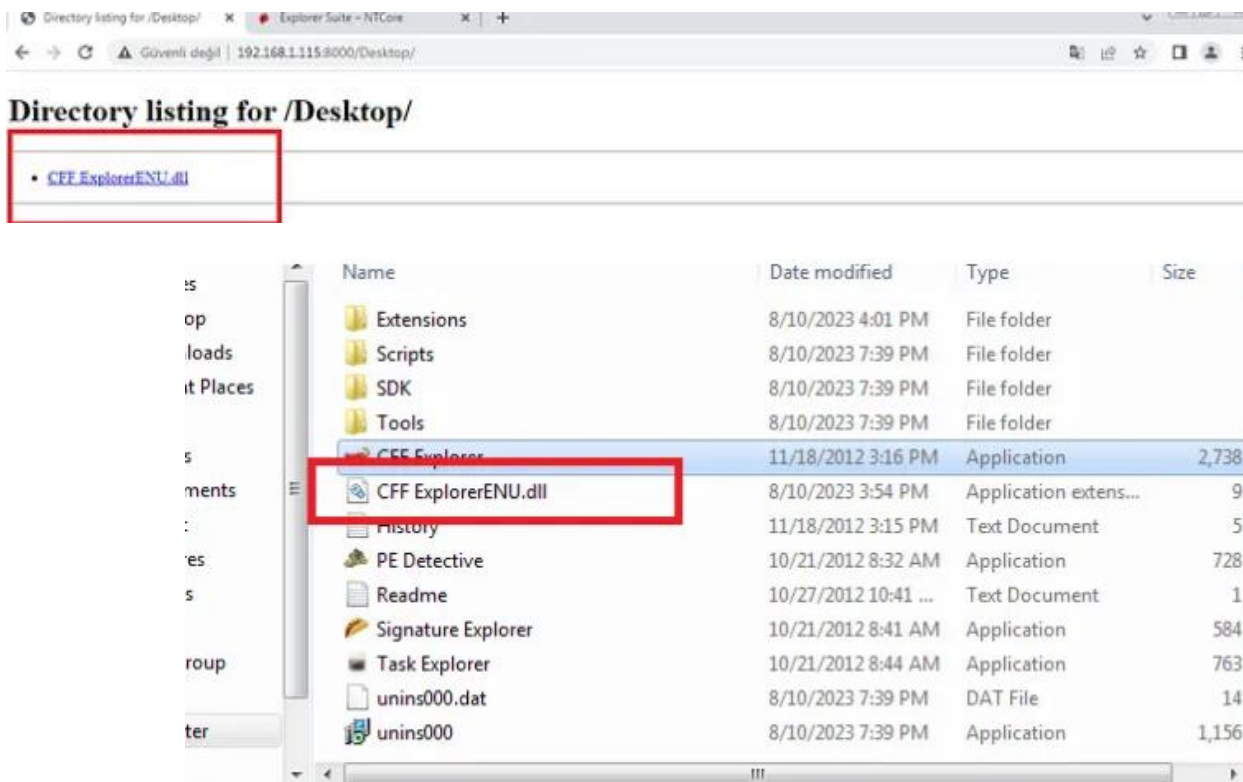 Directory listing for /Desktop/ × Explorer Suite – NTCore × +
Güvenli değil | 192.168.1.115:8000/Desktop/
Directory listing for /Desktop/
• CFF ExplorerENU.dll
Name Date modified Type Size
es
op Extensions 8/10/2023 4:01 PM File folder
loads Scripts 8/10/2023 7:39 PM File folder
nt Places SDK 8/10/2023 7:39 PM File folder
Tools 8/10/2023 7:39 PM File folder
s CFF Explorer 11/18/2012 3:16 PM Application 2,738
ments CFF ExplorerENU.dll 8/10/2023 3:54 PM Application extens... 9
History 11/18/2012 3:15 PM Text Document 5
res PE Detective 10/21/2012 8:32 AM Application 728
s Readme 10/27/2012 10:41 ... Text Document 1
Signature Explorer 10/21/2012 8:41 AM Application 584
roup Task Explorer 10/21/2012 8:44 AM Application 763
unins000.dat 8/10/2023 7:39 PM DAT File 14
ter unins000 8/10/2023 7:39 PM Application 1,156